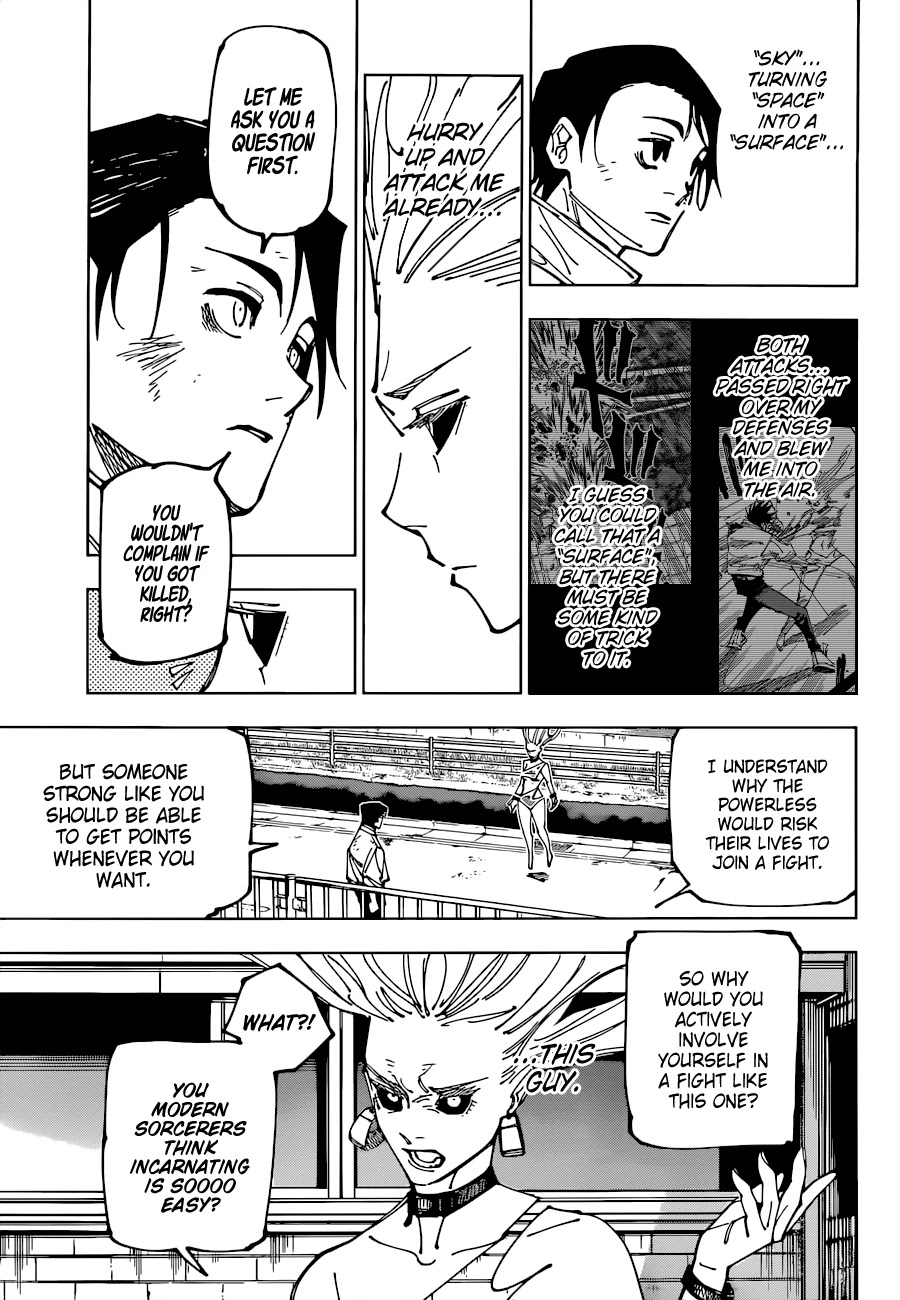 "SKY"...
TURNING
"SPACE"
INTO A
"SURFACE"...
BOTH
ATTACKS...
PASSED RIGHT
OVER MY
DEFENSES
AND BLEW
ME INTO
THE AIR.
I GUESS
YOU COULD
CALL THAT A
"SURFACE",
BUT THERE
MUST BE
SOME KIND
OF TRICK
TO IT.
HURRY
UP AND
ATTACK ME
ALREADY...
LET ME
ASK YOU A
QUESTION
FIRST.
YOU
WOULDN'T
COMPLAIN IF
YOU GOT
KILLED,
RIGHT?
I UNDERSTAND
WHY THE
POWERLESS
WOULD RISK
THEIR LIVES TO
JOIN A FIGHT.
BUT SOMEONE
STRONG LIKE YOU
SHOULD BE ABLE
TO GET POINTS
WHENEVER YOU
WANT.
SO WHY
WOULD YOU
ACTIVELY
INVOLVE
YOURSELF IN
A FIGHT LIKE
THIS ONE?
...THIS
GUY.
WHAT?!
YOU
MODERN
SORCERERS
THINK
INCARNATING
IS SOOOO
EASY?